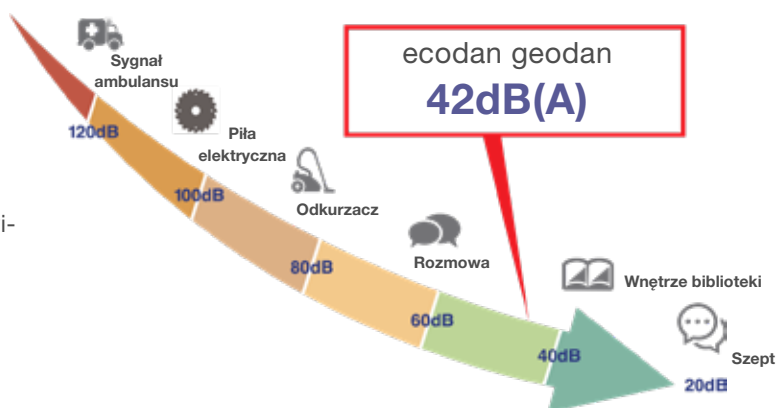 Sygnał
ambulansu
ecodan geodan
42dB(A)
120dB
Piła
elektryczna
100dB
Odkurzacz
i-
80dB
Rozmowa
Wnętrze biblioteki
60dB
40dB
Szept
20dB